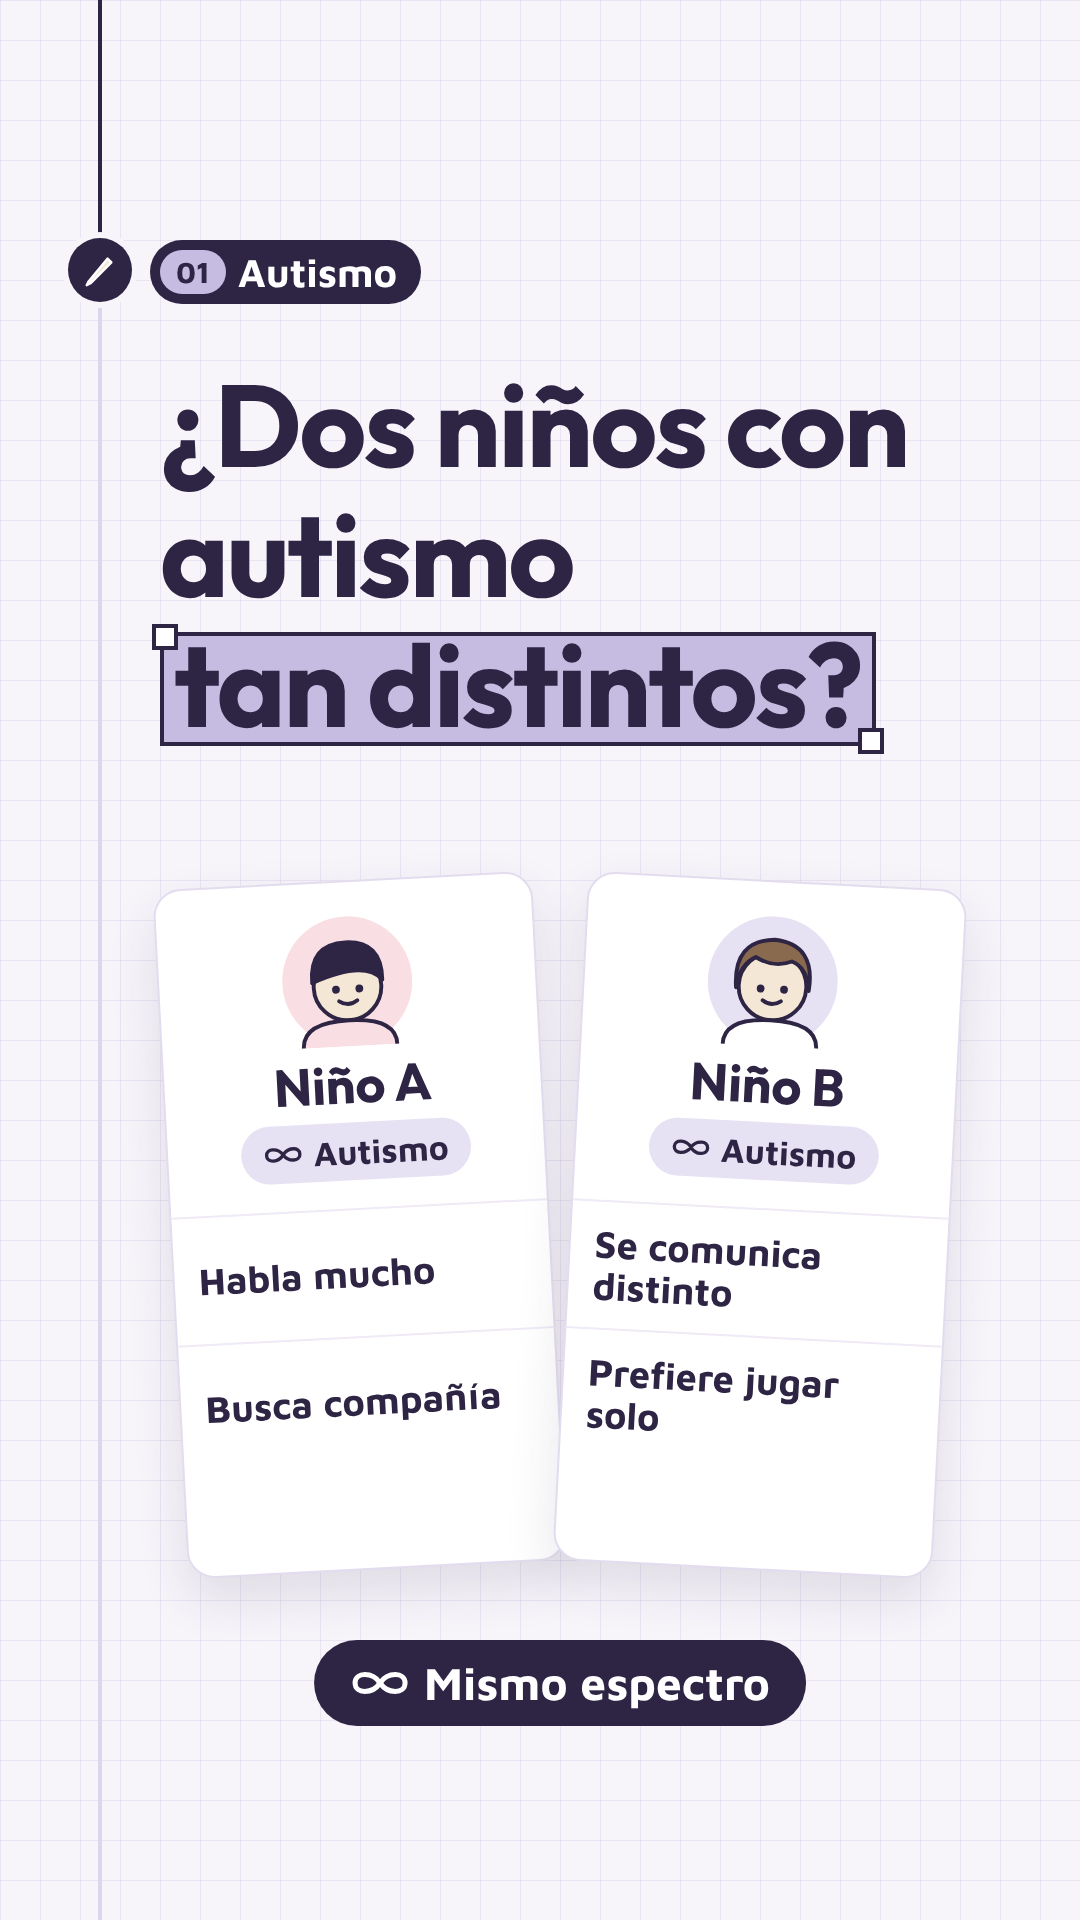 01 Autismo
¿Dos niños con
autismo
tan distintos?
Niño A
Autismo
Habla mucho
Busca compañía
Niño B
Autismo
Se comunica
distinto
Prefiere jugar
solo
Mismo espectro